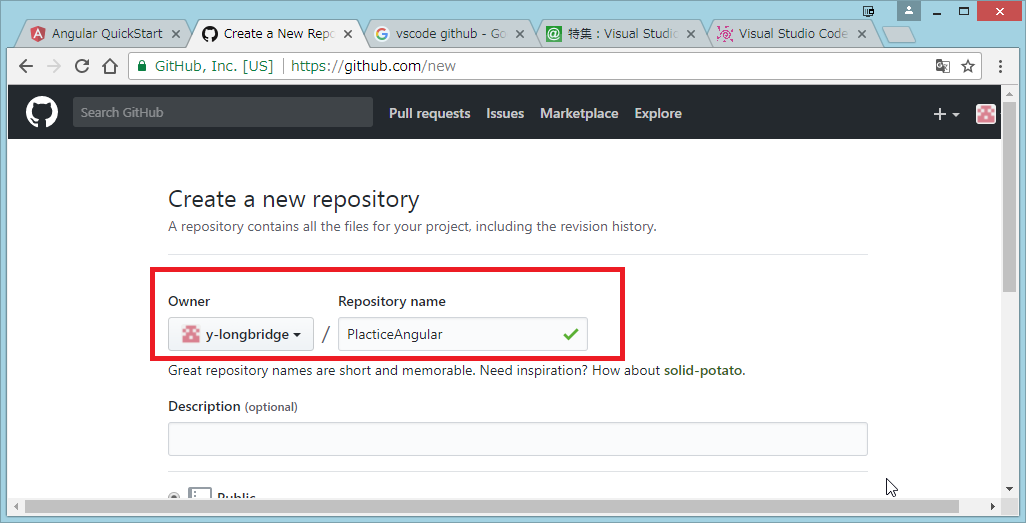 Angular QuickStart
Create a New Repo
vscode github - Go
特集：Visual Studio
Visual Studio Code
GitHub, Inc. [US] | https://github.com/new
Search GitHub
Pull requests Issues Marketplace Explore
Create a new repository
A repository contains all the files for your project, including the revision history.
Owner Repository name
y-longbridge / PlacticeAngular
Great repository names are short and memorable. Need inspiration? How about solid-potato.
Description (optional)
Public